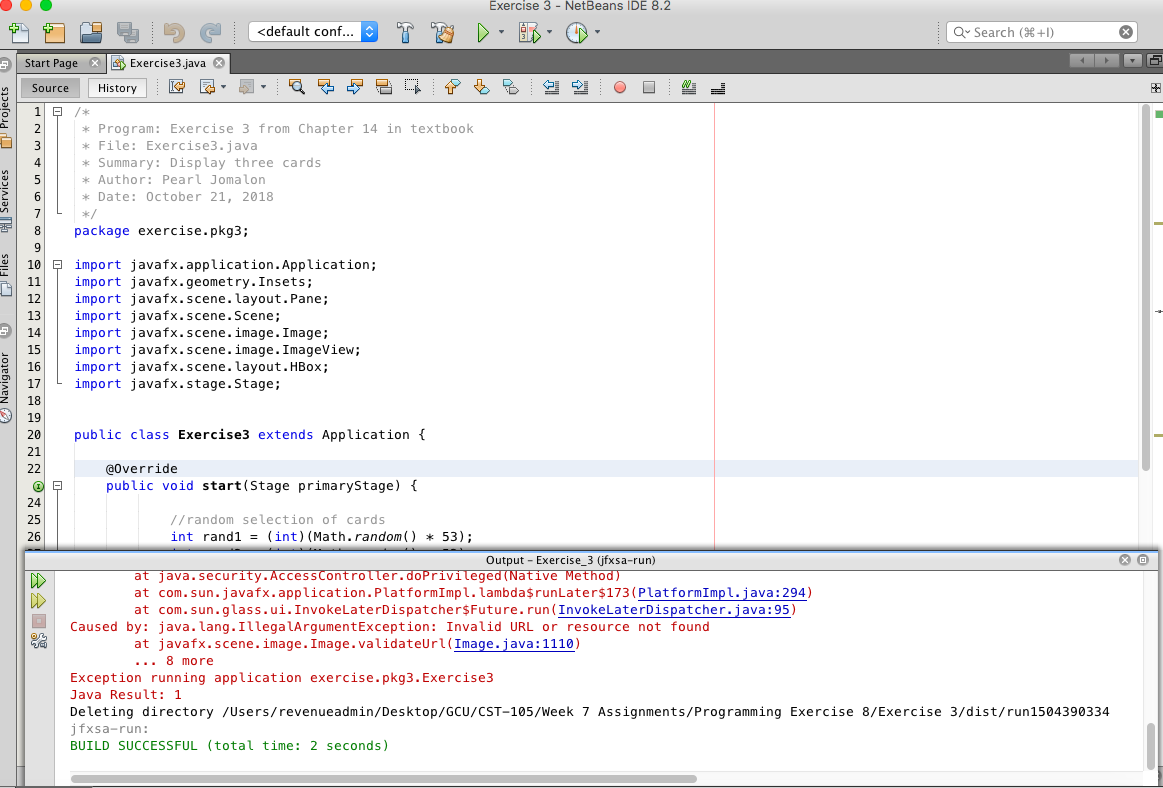 Exercise 3 - NetBeans IDE 8.2
<default conf...
Search (⌘+I)
Start Page
Exercise3.java
Source
History
Projects
Services
Files
Navigator
1 /*
2 * Program: Exercise 3 from Chapter 14 in textbook
3 * File: Exercise3.java
4 * Summary: Display three cards
5 * Author: Pearl Jomalon
6 * Date: October 21, 2018
7 */
8 package exercise.pkg3;
9
10 import javafx.application.Application;
11 import javafx.geometry.Insets;
12 import javafx.scene.layout.Pane;
13 import javafx.scene.Scene;
14 import javafx.scene.image.Image;
15 import javafx.scene.image.ImageView;
16 import javafx.scene.layout.HBox;
17 import javafx.stage.Stage;
18
19
20 public class Exercise3 extends Application {
21
22 @Override
public void start(Stage primaryStage) {
24
25 //random selection of cards
26 int rand1 = (int)(Math.random() * 53);
Output - Exercise_3 (jfxsa-run)
at java.security.AccessController.doPrivileged(Native Method)
at com.sun.javafx.application.PlatformImpl.lambda$runLater$173(PlatformImpl.java:294)
at com.sun.glass.ui.InvokeLaterDispatcher$Future.run(InvokeLaterDispatcher.java:95)
Caused by: java.lang.IllegalArgumentException: Invalid URL or resource not found
at javafx.scene.image.Image.validateUrl(Image.java:1110)
... 8 more
Exception running application exercise.pkg3.Exercise3
Java Result: 1
Deleting directory /Users/revenueadmin/Desktop/GCU/CST-105/Week 7 Assignments/Programming Exercise 8/Exercise 3/dist/run1504390334
jfxsa-run:
BUILD SUCCESSFUL (total time: 2 seconds)